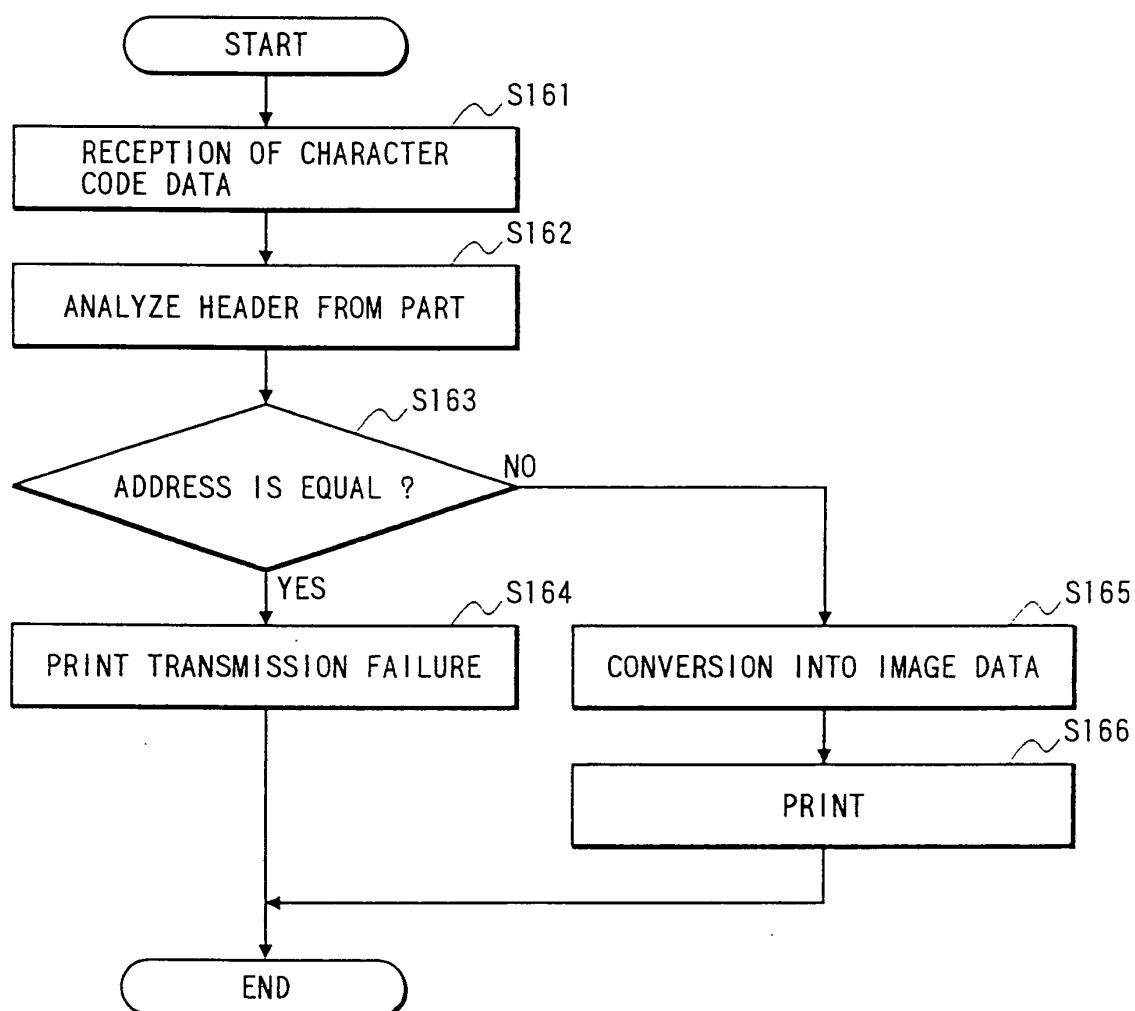 START
S161
RECEPTION OF CHARACTER
CODE DATA
S162
ANALYZE HEADER FROM PART
S163
ADDRESS IS EQUAL ?
NO
YES
S164
PRINT TRANSMISSION FAILURE
S165
CONVERSION INTO IMAGE DATA
S166
PRINT
END